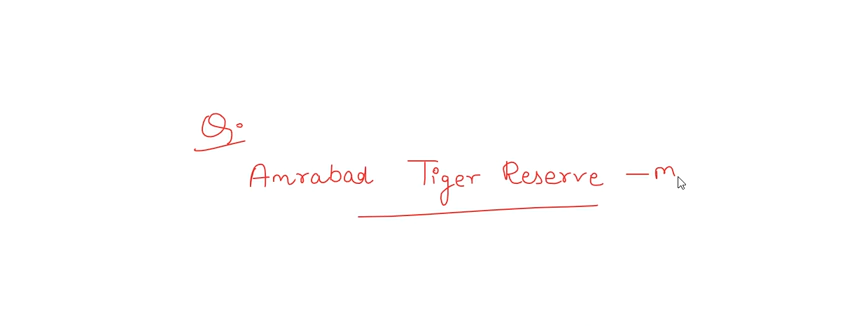 Q.
Amrabad Tiger Reserve – m